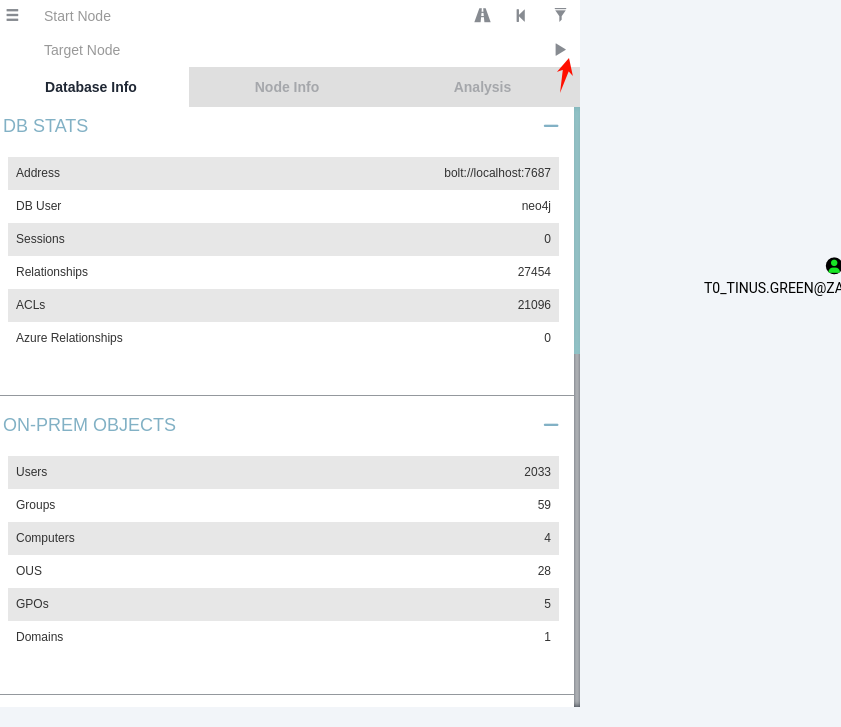 Start Node
Target Node
Database Info Node Info Analysis
DB STATS
Address bolt://localhost:7687
DB User neo4j
Sessions 0
Relationships 27454
ACLs 21096
Azure Relationships 0
T0_TINUS.GREEN@ZA
ON-PREM OBJECTS
Users 2033
Groups 59
Computers 4
OUS 28
GPOs 5
Domains 1